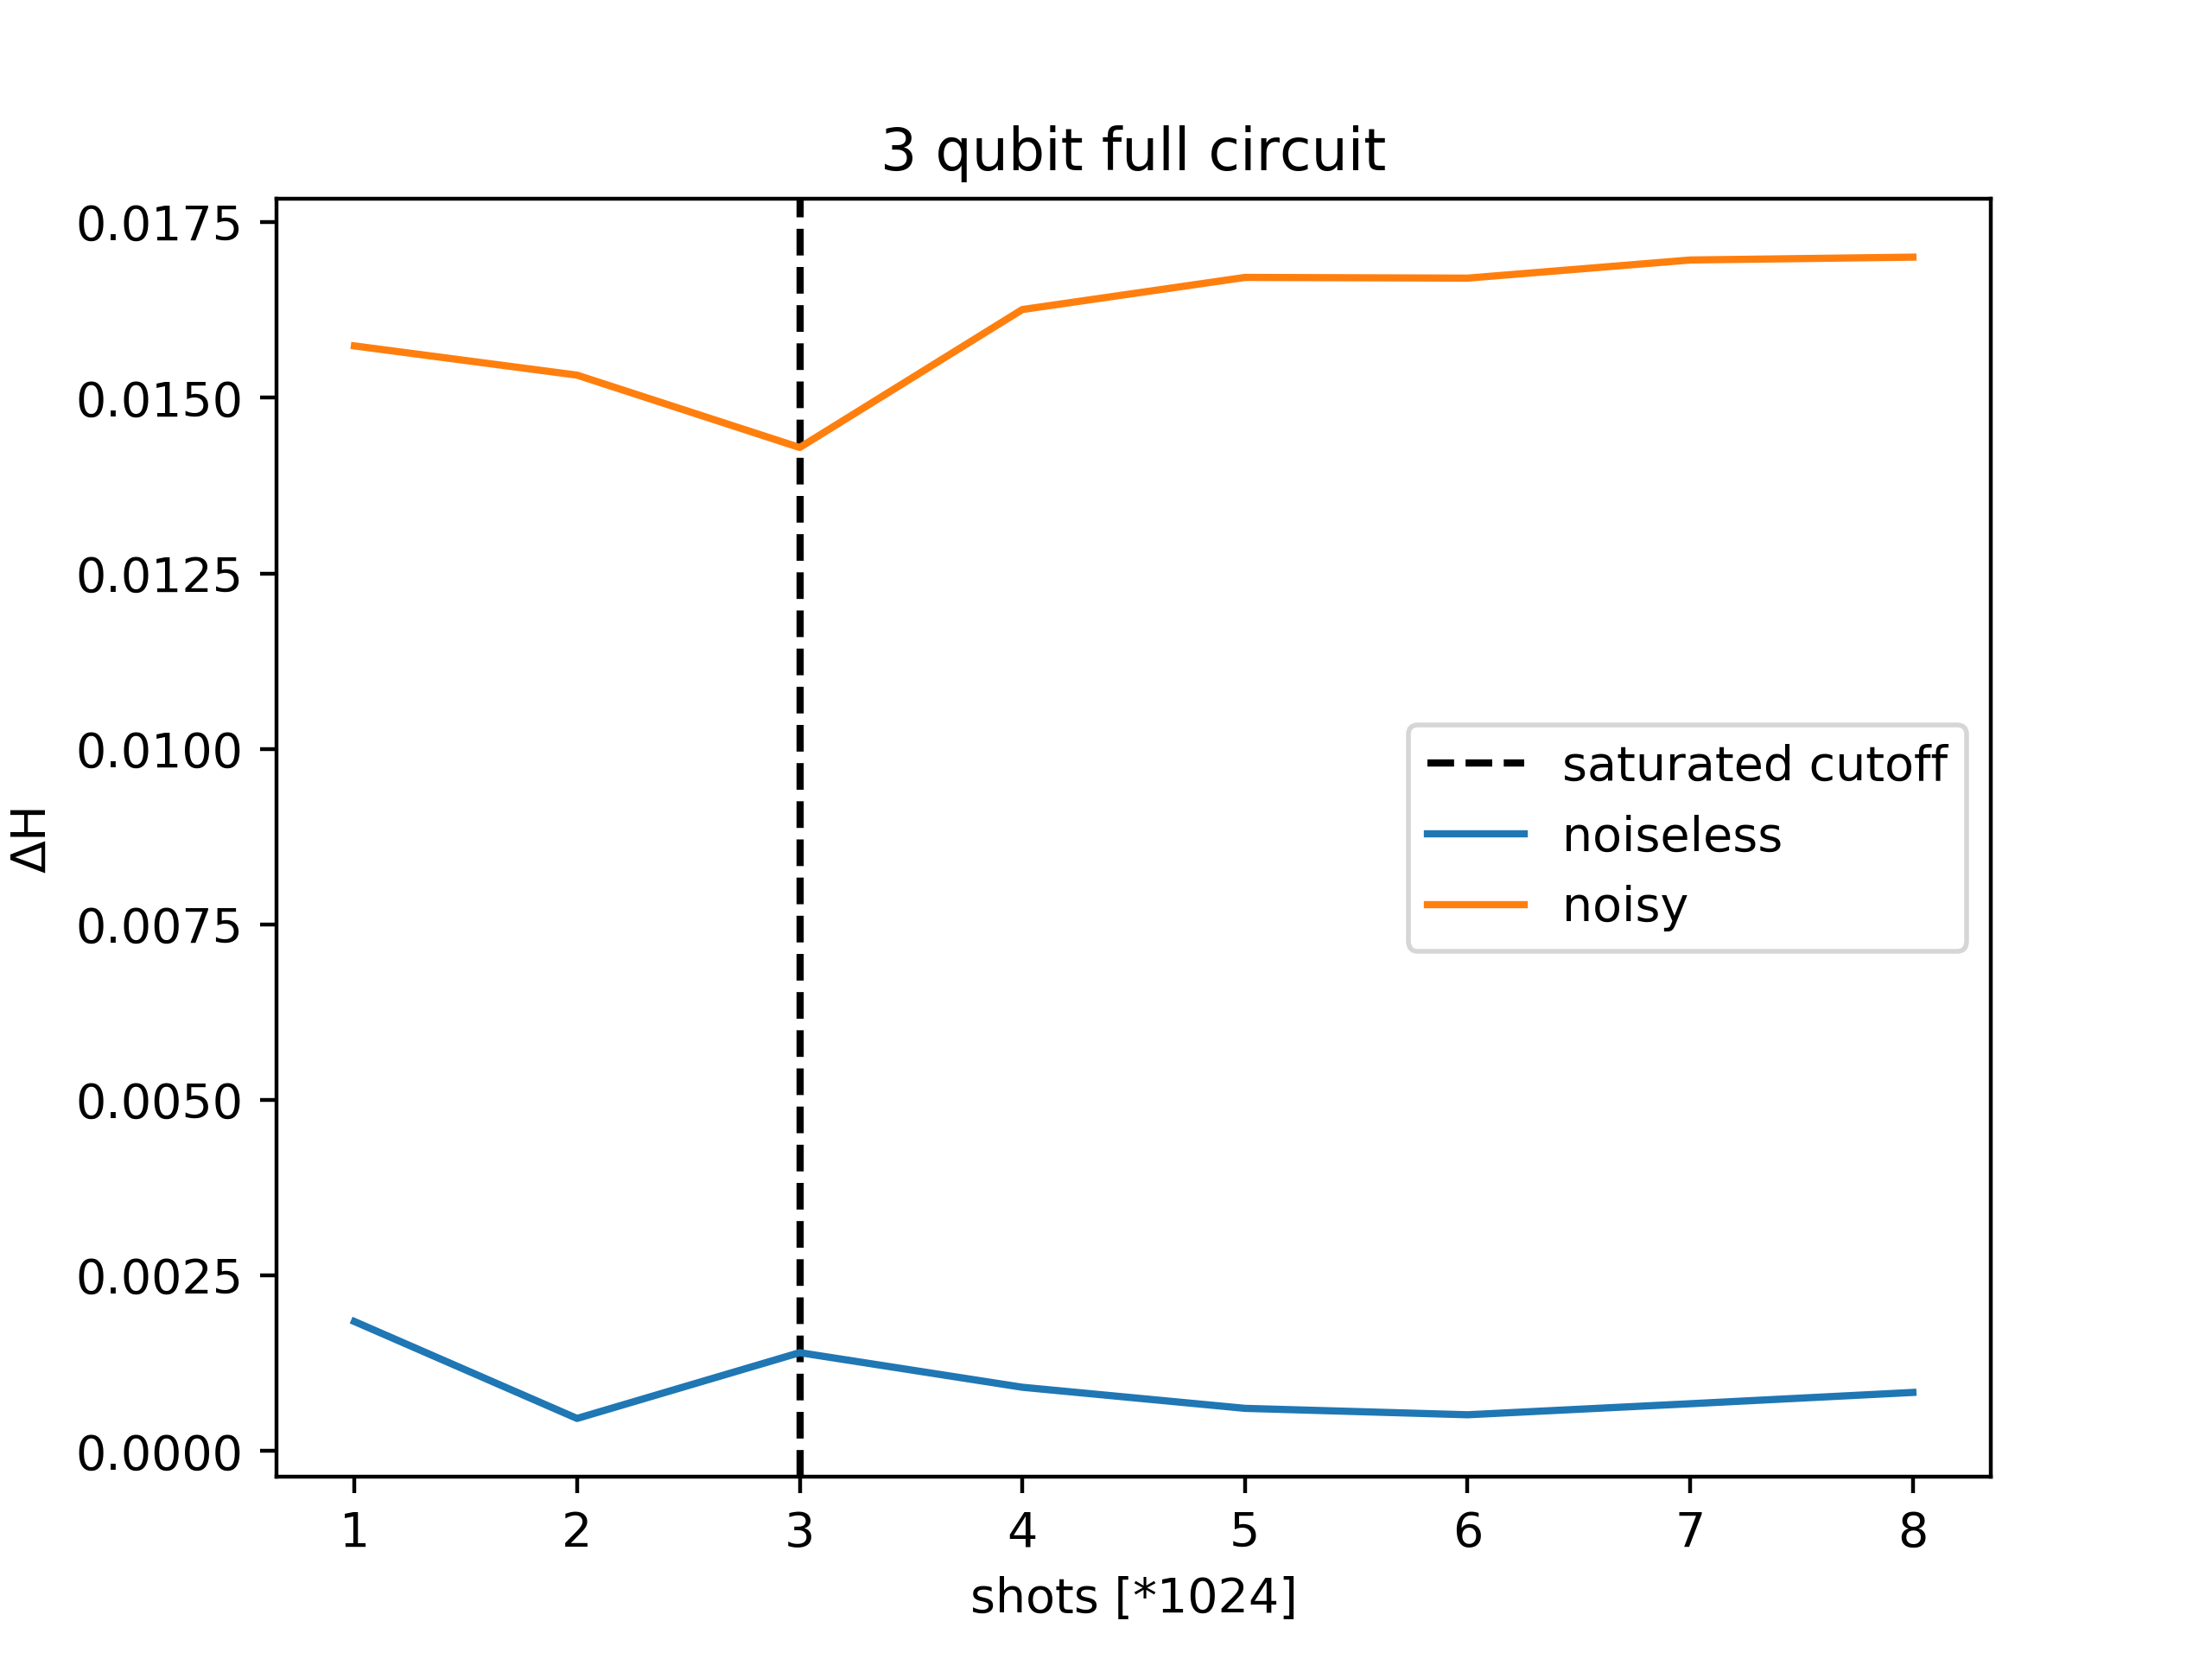 3 qubit full circuit
0.0175
0.0150
0.0125
0.0100
0.0075
0.0050
0.0025
0.0000
ΔH
saturated cutoff
noiseless
noisy
1 2 3 4 5 6 7 8
shots [*1024]